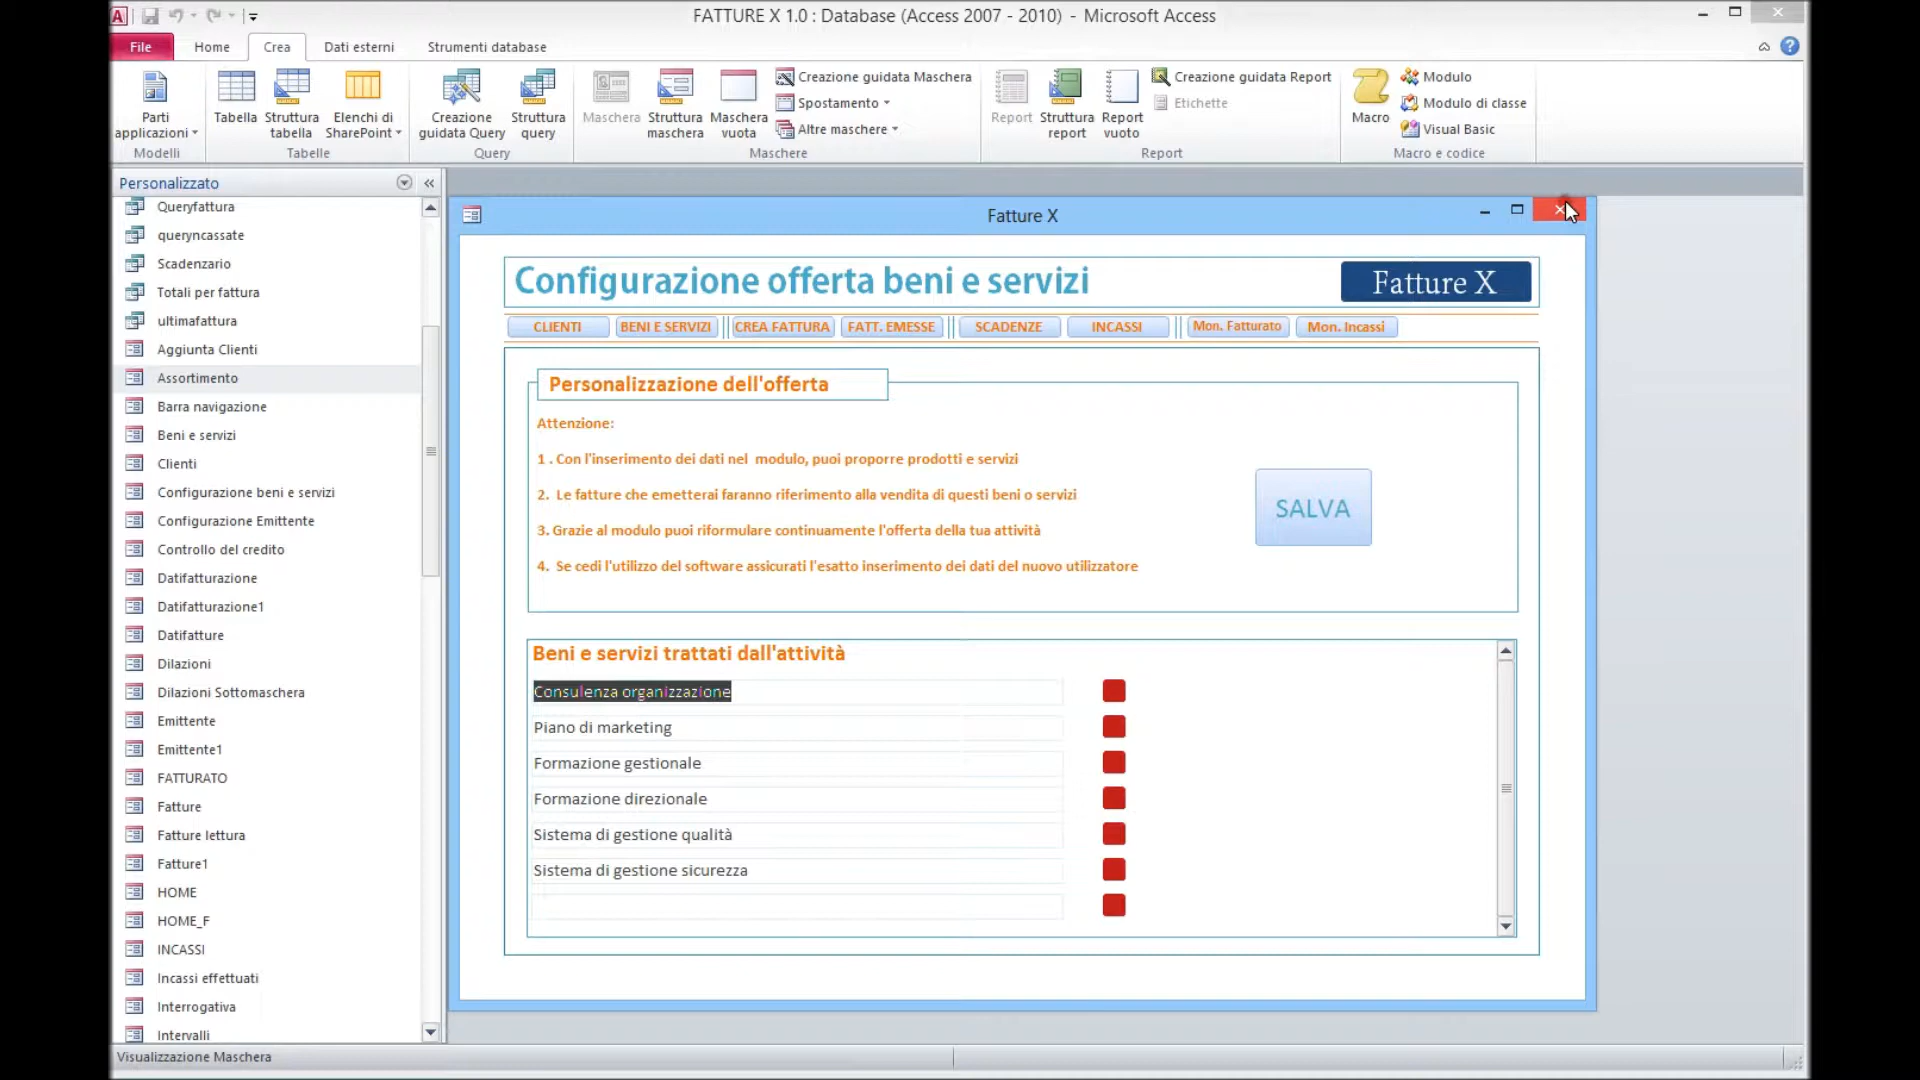 FATTURE X 1.0 : Database (Access 2007 - 2010) - Microsoft Access
File Home Crea Dati esterni Strumenti database
Parti applicazioni
Tabella
Struttura tabella
Elenchi di SharePoint
Creazione guidata Query
Struttura query
Maschera
Struttura maschera
Maschera vuota
Creazione guidata Maschera
Spostamento
Altre maschere
Report
Struttura report
Report vuoto
Creazione guidata Report
Etichette
Macro
Modulo
Modulo di classe
Visual Basic
Modelli Tabelle Query Maschere Report Macro e codice
Personalizzato
Queryfattura
queryncassate
Scadenzario
Totali per fattura
ultimafattura
Aggiunta Clienti
Assortimento
Barra navigazione
Beni e servizi
Clienti
Configurazione beni e servizi
Configurazione Emittente
Controllo del credito
Datifatturazione
Datifatturazione1
Datifatture
Dilazioni
Dilazioni Sottomaschera
Emittente
Emittente1
FATTURATO
Fatture
Fatture lettura
Fatture1
HOME
HOME_F
INCASSI
Incassi effettuati
Interrogativa
Intervalli
Fatture X
Configurazione offerta beni e servizi
Fatture X
CLIENTI BENI E SERVIZI CREA FATTURA FATT. EMESSE SCADENZE INCASSI Mon. Fatturato Mon. Incassi
Personalizzazione dell'offerta
Attenzione:
1 . Con l'inserimento dei dati nel modulo, puoi proporre prodotti e servizi
2. Le fatture che emetterai faranno riferimento alla vendita di questi beni o servizi
3. Grazie al modulo puoi riformulare continuamente l'offerta della tua attività
4. Se cedi l'utilizzo del software assicurati l'esatto inserimento dei dati del nuovo utilizzatore
SALVA
Beni e servizi trattati dall'attività
Consulenza organizzazione
Piano di marketing
Formazione gestionale
Formazione direzionale
Sistema di gestione qualità
Sistema di gestione sicurezza
Visualizzazione Maschera